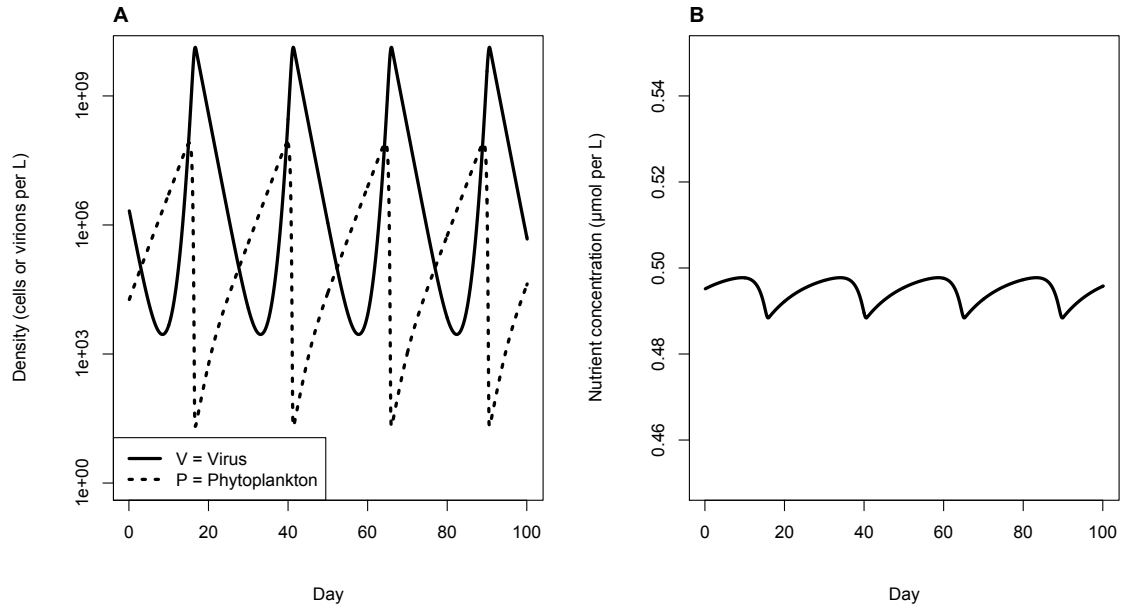 A
Density (cells or virions per L)
1e+09
1e+06
1e+03
1e+00
V = Virus
P = Phytoplankton
0 20 40 60 80 100
Day
B
Nutrient concentration (μmol per L)
0.54
0.52
0.50
0.48
0.46
0 20 40 60 80 100
Day